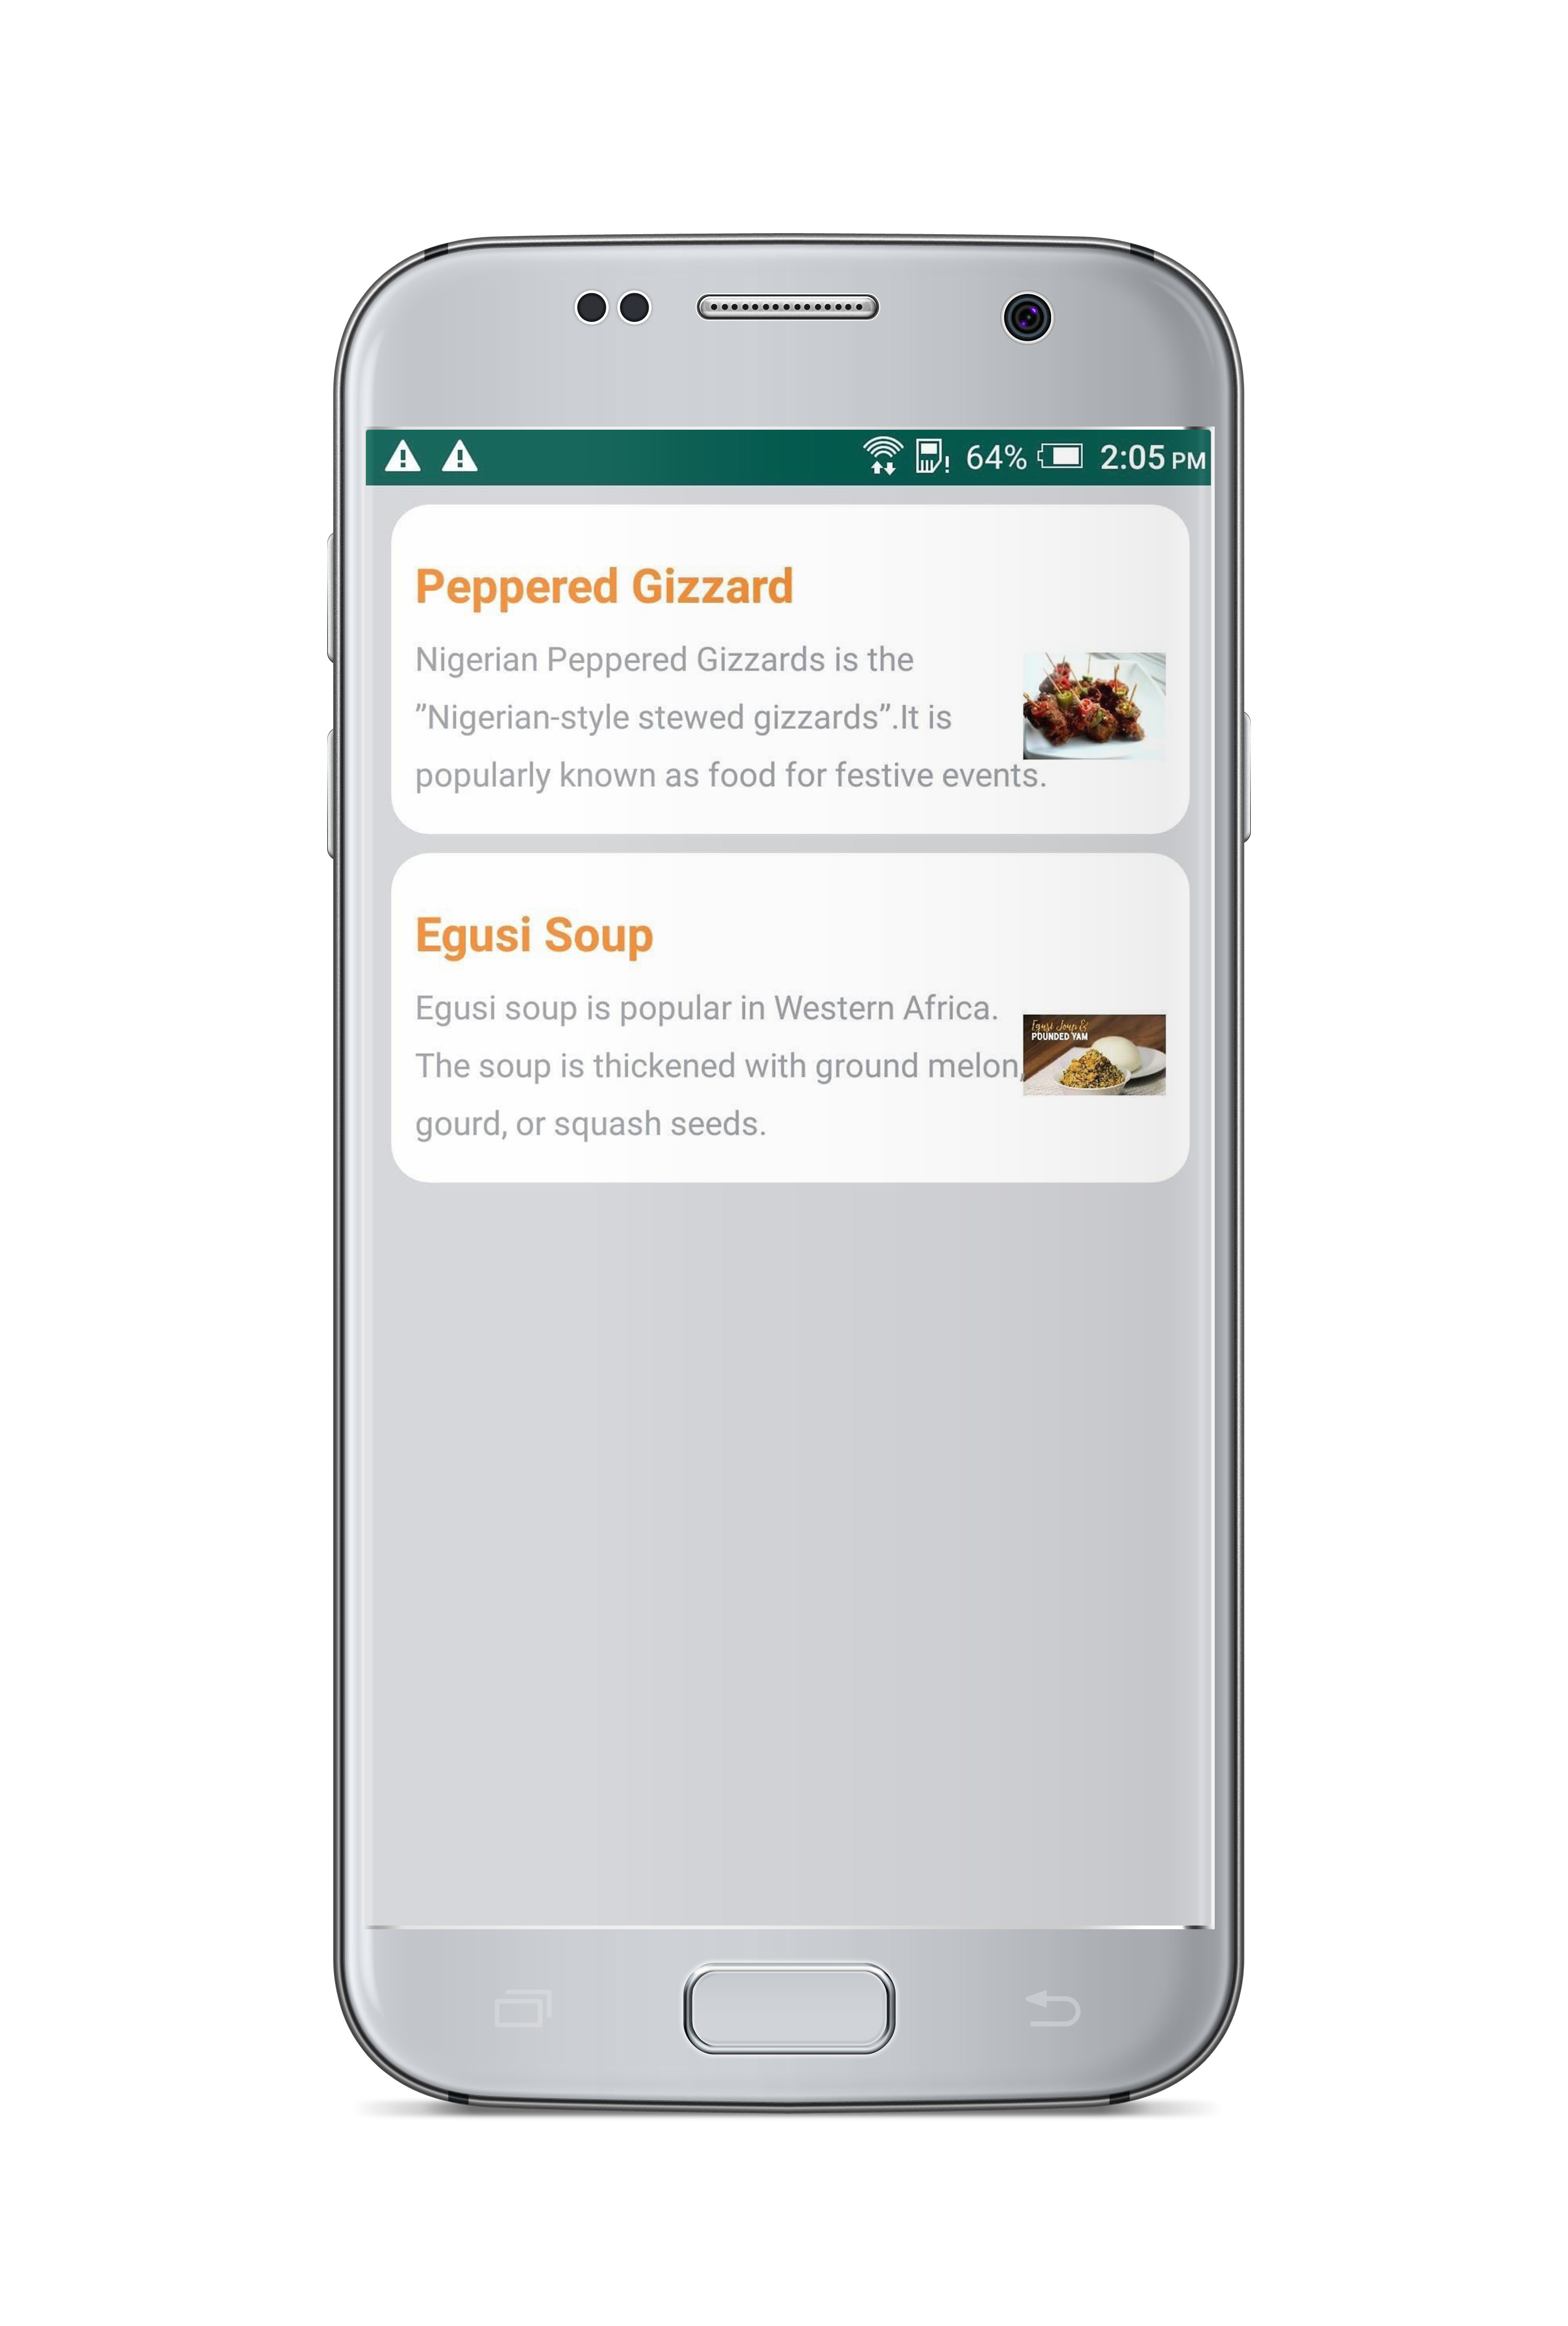 64% 2:05 PM
Peppered Gizzard
Nigerian Peppered Gizzards is the
”Nigerian-style stewed gizzards”.It is
popularly known as food for festive events.
Egusi Soup
Egusi soup is popular in Western Africa.
The soup is thickened with ground melon,
gourd, or squash seeds.
Egusi Soup &
POUNDED YAM